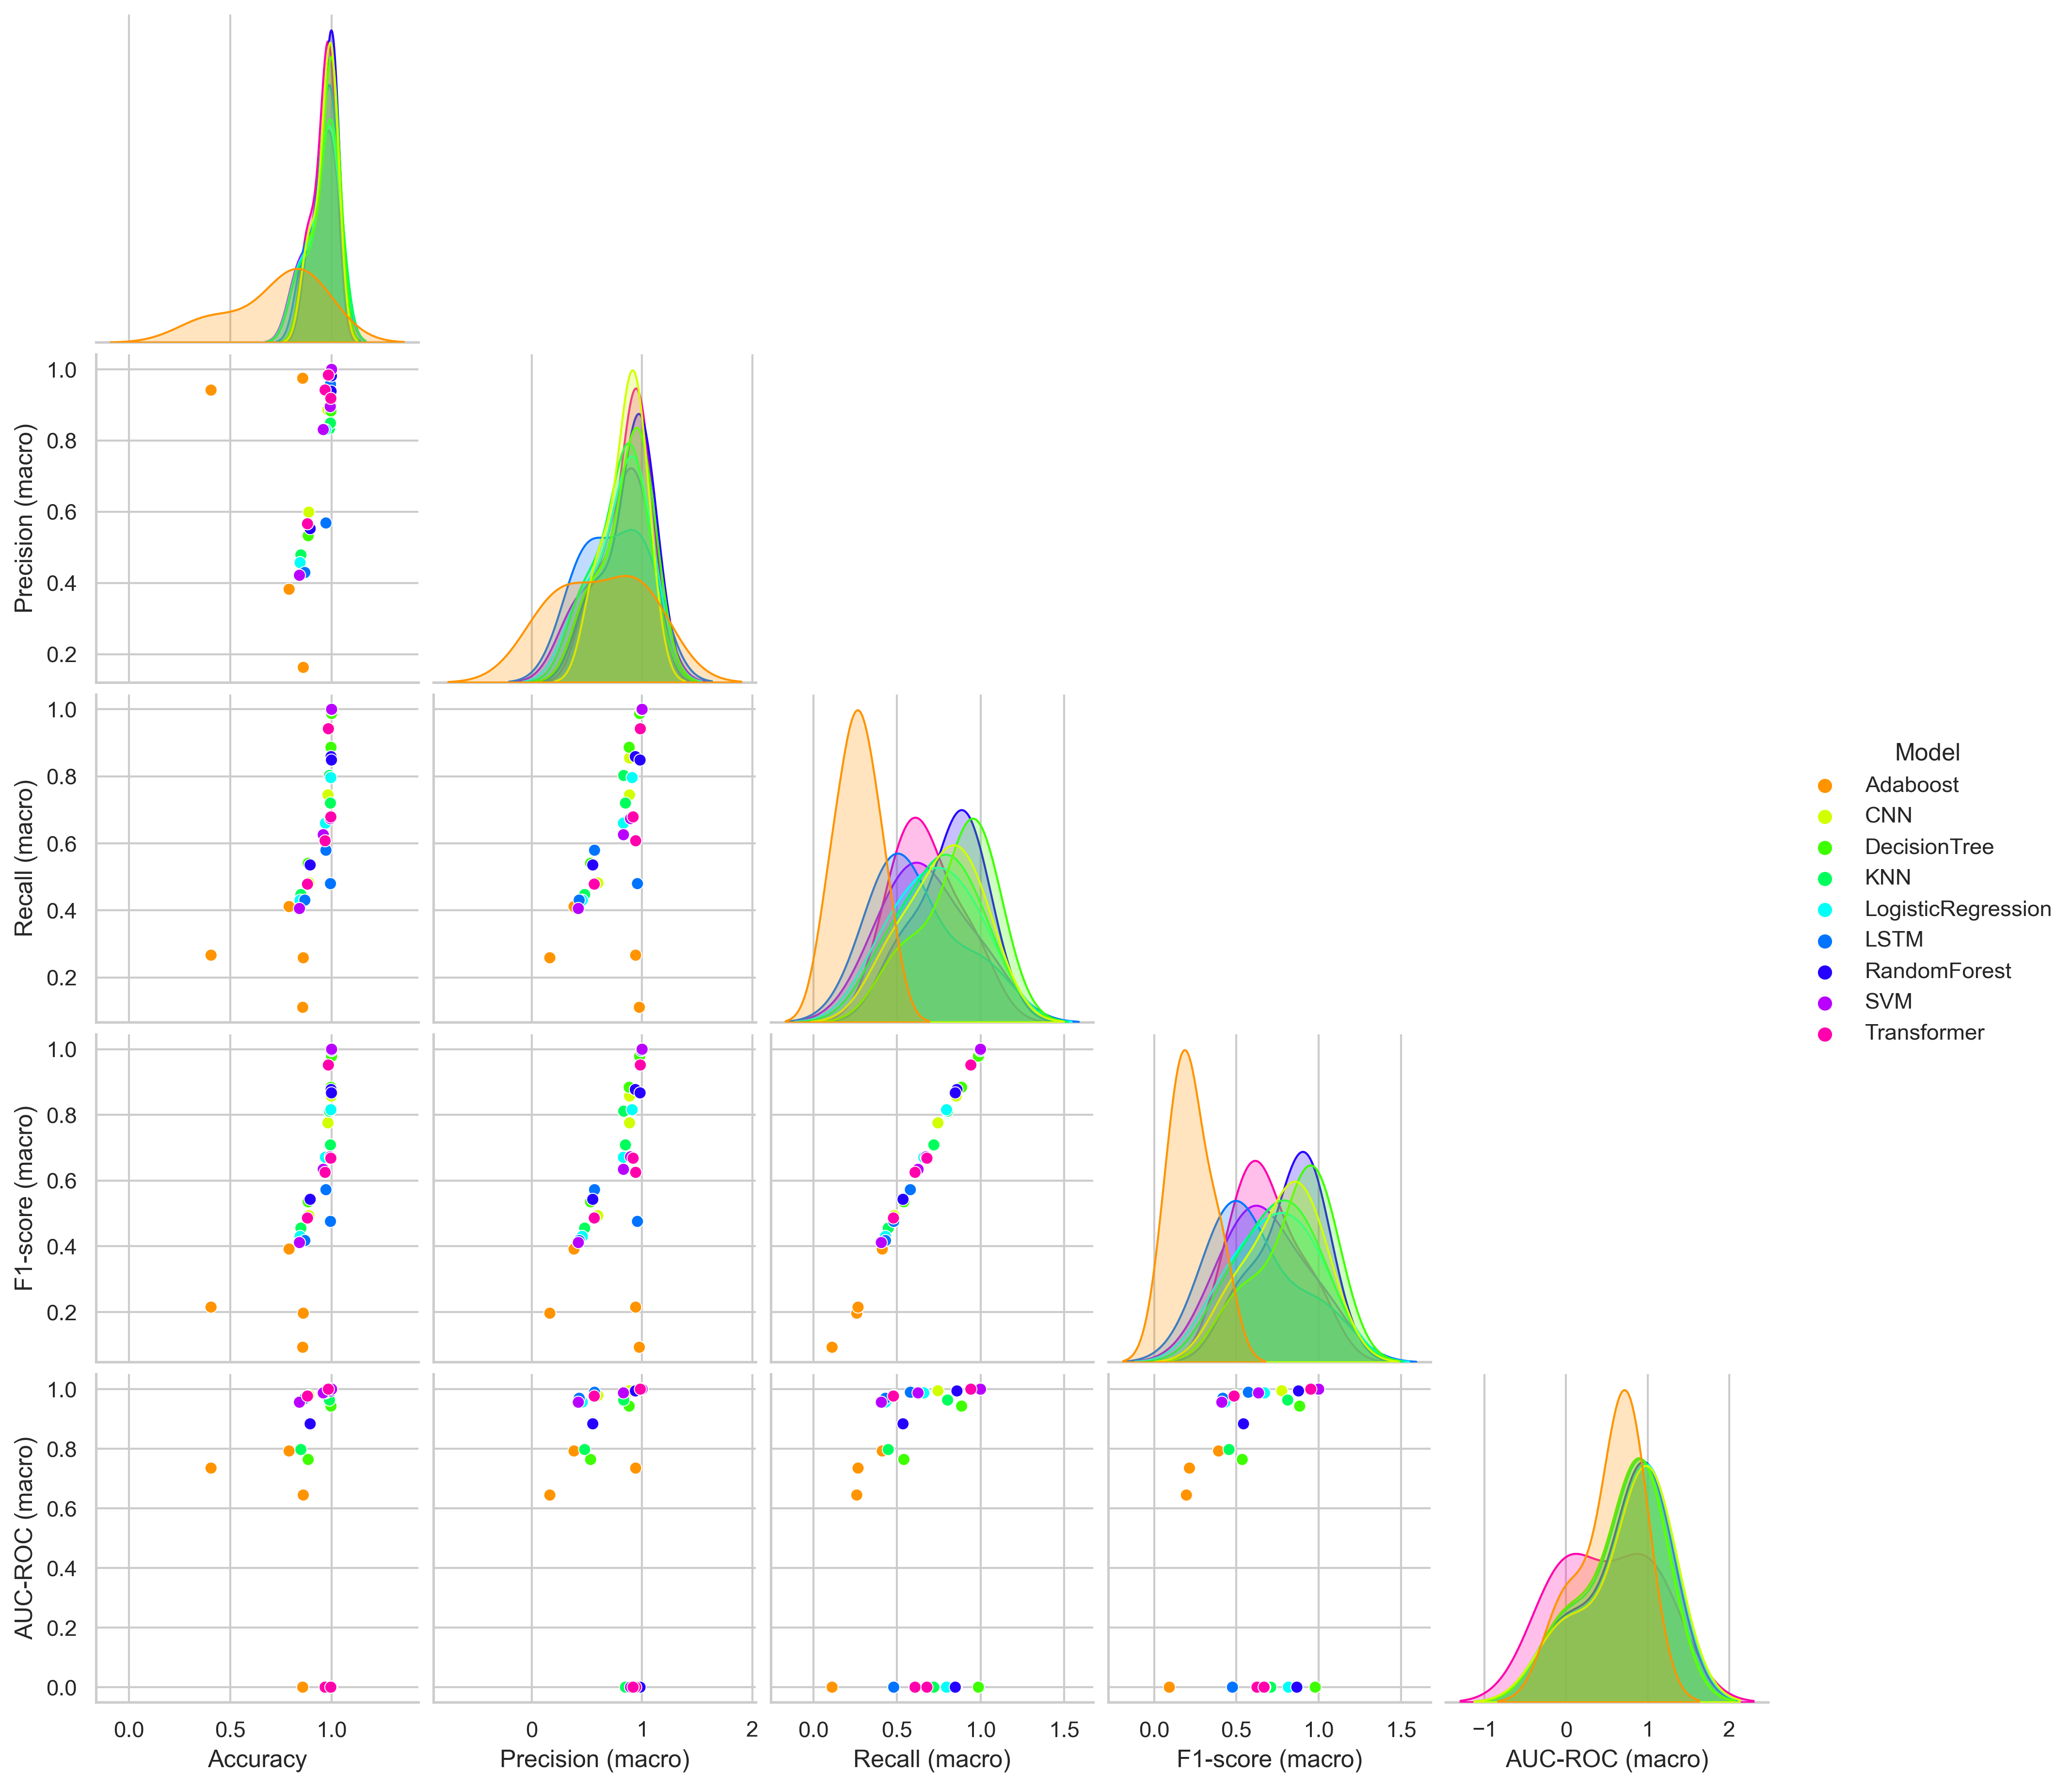 1.0
0.8
0.6
0.4
0.2
Precision (macro)
1.0
0.8
0.6
0.4
0.2
Recall (macro)
Model
Adaboost
CNN
DecisionTree
KNN
LogisticRegression
LSTM
RandomForest
SVM
Transformer
1.0
0.8
0.6
0.4
0.2
F1-score (macro)
1.0
0.8
0.6
0.4
0.2
0.0
AUC-ROC (macro)
0.0 0.5 1.0
Accuracy
0 1 2
Precision (macro)
0.0 0.5 1.0 1.5
Recall (macro)
0.0 0.5 1.0 1.5
F1-score (macro)
−1 0 1 2
AUC-ROC (macro)